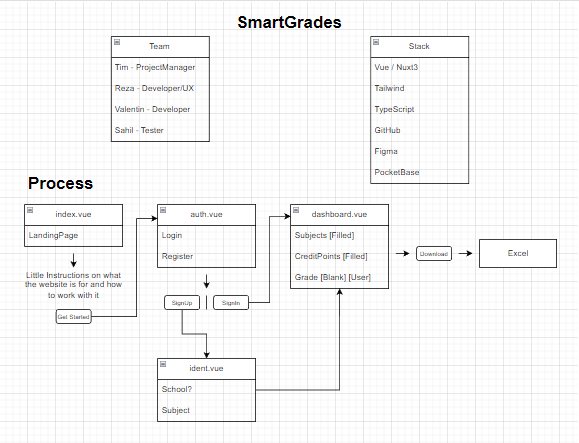 SmartGrades
Team
Tim - ProjectManager
Reza - Developer/UX
Valentin - Developer
Sahil - Tester
Stack
Vue / Nuxt3
Tailwind
TypeScript
GitHub
Figma
PocketBase
Process
index.vue
LandingPage
Little Instructions on what
the website is for and how
to work with it
Get Started
auth.vue
Login
Register
SignUp
SignIn
ident.vue
School?
Subject
dashboard.vue
Subjects [Filled]
CreditPoints [Filled]
Grade [Blank] [User]
Download
Excel